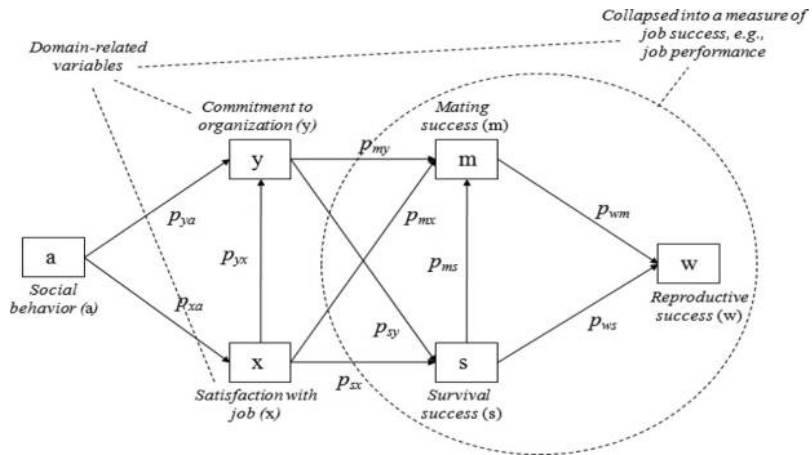 Collapsed into a measure of
job success, e.g.,
job performance
Domain-related
variables
Commitment to
organization (y)
Mating
success (m)
y
p_my
m
p_ya
p_mx
p_wm
p_yx
p_ms
a
w
Social
behavior (a)
Reproductive
success (w)
p_xa
p_sy
p_ws
x
p_sx
s
Satisfaction with
job (x)
Survival
success (s)